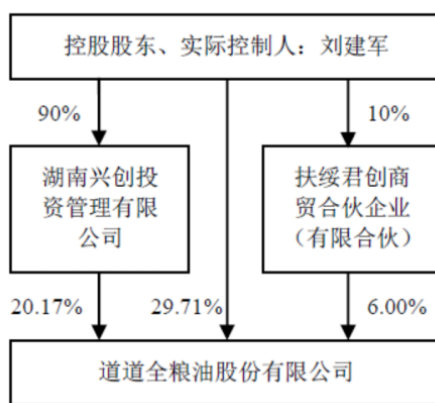 控股股东、实际控制人：刘建军
90%
10%
湖南兴创投
资管理有限
公司
扶绥君创商
贸合伙企业
（有限合伙）
20.17%
29.71%
6.00%
道道全粮油股份有限公司